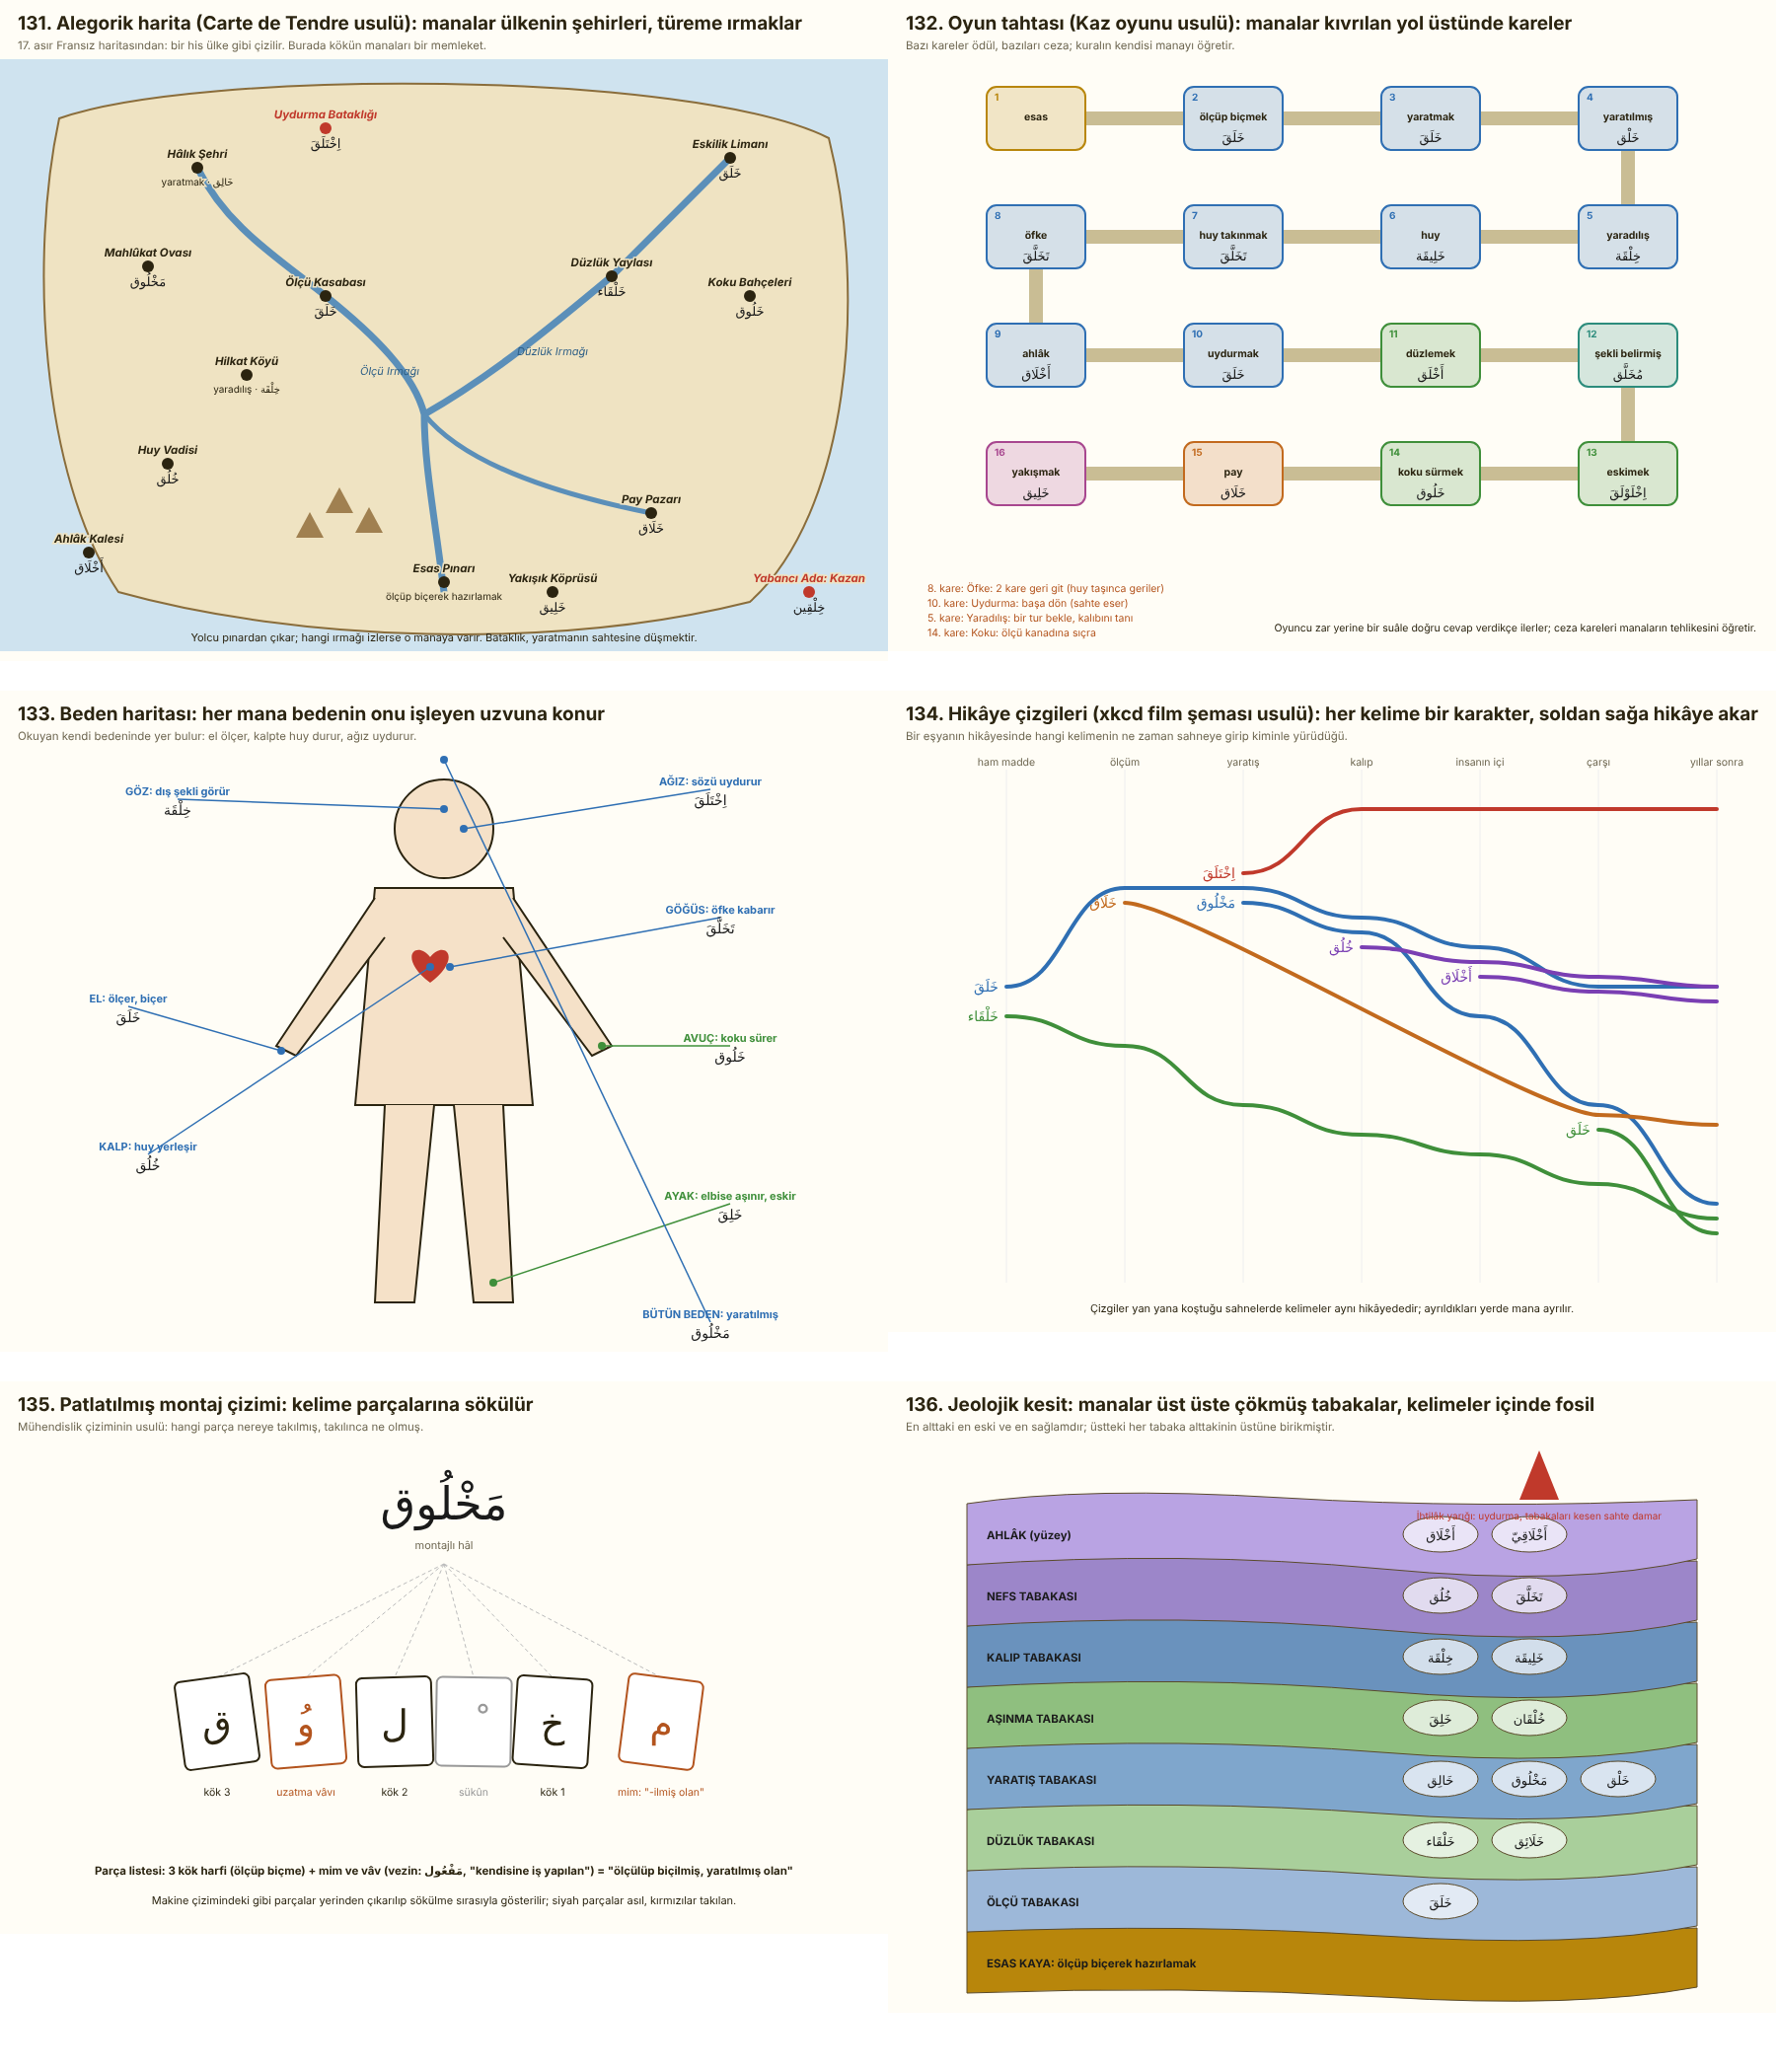 131. Alegorik harita (Carte de Tendre usulü): manalar ülkenin şehirleri, türeme ırmaklar
17. asır Fransız haritasından: bir his ülke gibi çizilir. Burada kökün manaları bir memleket.
Uydurma Bataklığı
اِخْتَلَقَ
Hâlık Şehri
yaratmak · خَالِق
Eskilik Limanı
خَلَق
Mahlûkat Ovası
مَخْلُوق
Ölçü Kasabası
خَلَقَ
Düzlük Yaylası
خَلْقَاء
Koku Bahçeleri
خَلُوق
Düzlük Irmağı
Ölçü Irmağı
Hilkat Köyü
yaradılış · خِلْقَة
Huy Vadisi
خُلُق
Pay Pazarı
خَلَاق
Ahlâk Kalesi
أَخْلَاق
Esas Pınarı
ölçüp biçerek hazırlamak
Yakışık Köprüsü
خَلِيق
Yabancı Ada: Kazan
خِلْقِين
Yolcu pınardan çıkar; hangi ırmağı izlerse o manaya varır. Bataklık, yaratmanın sahtesine düşmektir.
132. Oyun tahtası (Kaz oyunu usulü): manalar kıvrılan yol üstünde kareler
Bazı kareler ödül, bazıları ceza; kuralın kendisi manayı öğretir.
1
esas
2
ölçüp biçmek
خَلَقَ
3
yaratmak
خَلَقَ
4
yaratılmış
خَلْق
8
öfke
تَخَلَّقَ
7
huy takınmak
تَخَلَّقَ
6
huy
خَلِيقَة
5
yaradılış
خِلْقَة
9
ahlâk
أَخْلَاق
10
uydurmak
خَلَقَ
11
düzlemek
أَخْلَق
12
şekli belirmiş
مُخَلَّق
16
yakışmak
خَلِيق
15
pay
خَلَاق
14
koku sürmek
خَلُوق
13
eskimek
اِخْلَوْلَقَ
8. kare: Öfke: 2 kare geri git (huy taşınca geriler)
10. kare: Uydurma: başa dön (sahte eser)
5. kare: Yaradılış: bir tur bekle, kalıbını tanı
14. kare: Koku: ölçü kanadına sıçra
Oyuncu zar yerine bir suâle doğru cevap verdikçe ilerler; ceza kareleri manaların tehlikesini öğretir.
133. Beden haritası: her mana bedenin onu işleyen uzvuna konur
Okuyan kendi bedeninde yer bulur: el ölçer, kalpte huy durur, ağız uydurur.
GÖZ: dış şekli görür
خِلْقَة
AĞIZ: sözü uydurur
اِخْتَلَقَ
GÖĞÜS: öfke kabarır
تَخَلَّقَ
EL: ölçer, biçer
خَلَقَ
AVUÇ: koku sürer
خَلُوق
KALP: huy yerleşir
خُلُق
AYAK: elbise aşınır, eskir
خَلِقَ
BÜTÜN BEDEN: yaratılmış
مَخْلُوق
134. Hikâye çizgileri (xkcd film şeması usulü): her kelime bir karakter, soldan sağa hikâye akar
Bir eşyanın hikâyesinde hangi kelimenin ne zaman sahneye girip kiminle yürüdüğü.
ham madde
ölçüm
yaratış
kalıp
insanın içi
çarşı
yıllar sonra
اِخْتَلَقَ
خَلَاق
مَخْلُوق
خُلُق
أَخْلَاق
خَلَقَ
خَلْقَاء
خَلَق
Çizgiler yan yana koştuğu sahnelerde kelimeler aynı hikâyededir; ayrıldıkları yerde mana ayrılır.
135. Patlatılmış montaj çizimi: kelime parçalarına sökülür
Mühendislik çiziminin usulü: hangi parça nereye takılmış, takılınca ne olmuş.
مَخْلُوق
montajlı hâl
ق
وُ
ل
ْ
خ
م
kök 3
uzatma vâvı
kök 2
sükûn
kök 1
mim: "-ilmiş olan"
Parça listesi: 3 kök harfi (ölçüp biçme) + mim ve vâv (vezin: مَفْعُول, "kendisine iş yapılan") = "ölçülüp biçilmiş, yaratılmış olan"
Makine çizimindeki gibi parçalar yerinden çıkarılıp sökülme sırasıyla gösterilir; siyah parçalar asıl, kırmızılar takılan.
136. Jeolojik kesit: manalar üst üste çökmüş tabakalar, kelimeler içinde fosil
En alttaki en eski ve en sağlamdır; üstteki her tabaka alttakinin üstüne birikmiştir.
İhtilâk yarığı: uydurma, tabakaları kesen sahte damar
AHLÂK (yüzey)
أَخْلَاق
أَخْلَاقِيّ
NEFS TABAKASI
خُلُق
تَخَلَّقَ
KALIP TABAKASI
خِلْقَة
خَلِيقَة
AŞINMA TABAKASI
خَلِقَ
خُلْقَان
YARATIŞ TABAKASI
خَالِق
مَخْلُوق
خَلْق
DÜZLÜK TABAKASI
خَلْقَاء
خَلَائِق
ÖLÇÜ TABAKASI
خَلَقَ
ESAS KAYA: ölçüp biçerek hazırlamak